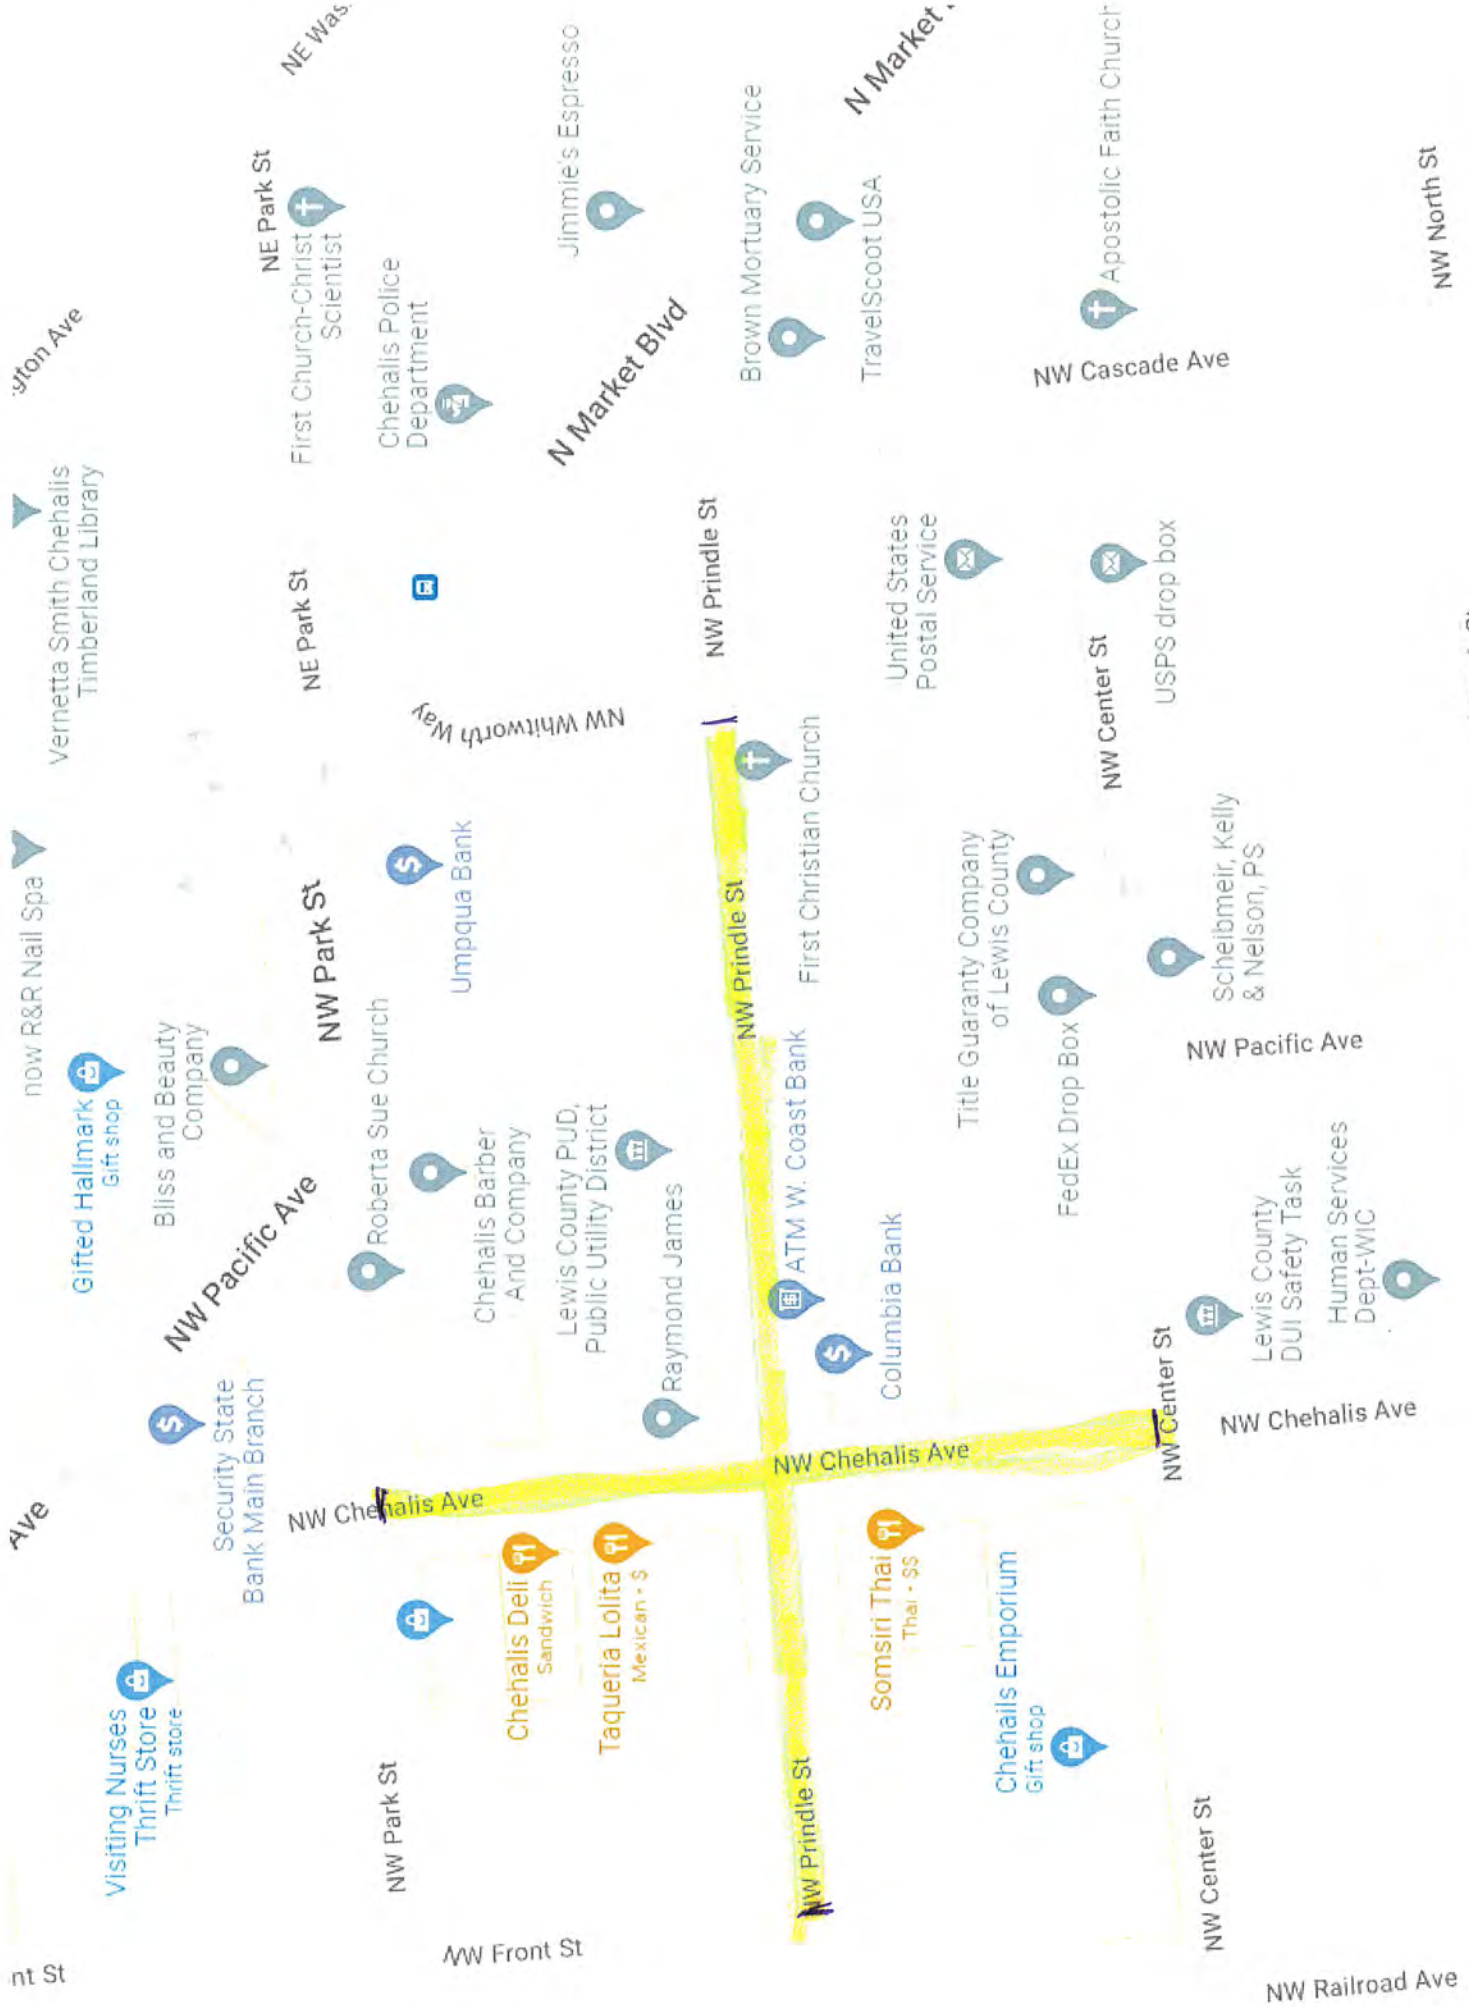 nt St
Ave
yton Ave
NE Was
Visiting Nurses
Thrift Store
Thrift store
Security State
Bank Main Branch
Gifted Hallmark
Gift shop
now R&R Nail Spa
Vernetta Smith Chehalis
Timberland Library
Bliss and Beauty
Company
NW Pacific Ave
NW Park St
NW Park St
NE Park St
NE Park St
First Church-Christ
Scientist
Chehalis Police
Department
NW Chehalis Ave
Roberta Sue Church
Umpqua Bank
NW Whitworth Way
Chehalis Barber
And Company
Chehalis Deli
Sandwich
NW Front St
Taqueria Lolita
Mexican • $
Lewis County PUD,
Public Utility District
Raymond James
N Market Blvd
Jimmie's Espresso
NW Prindle St
NW Prindle St
NW Prindle St
Brown Mortuary Service
TravelScoot USA
N Market
NW Chehalis Ave
ATM W. Coast Bank
Columbia Bank
First Christian Church
United States
Postal Service
Somsiri Thai
Thai • $$
Chehails Emporium
Gift shop
Title Guaranty Company
of Lewis County
FedEx Drop Box
NW Center St
NW Center St
NW Center St
USPS drop box
NW Cascade Ave
Apostolic Faith Church
Scheibmeir, Kelly
& Nelson, PS
NW Pacific Ave
Lewis County
DUI Safety Task
Human Services
Dept-WIC
NW Chehalis Ave
NW Railroad Ave
NW North St